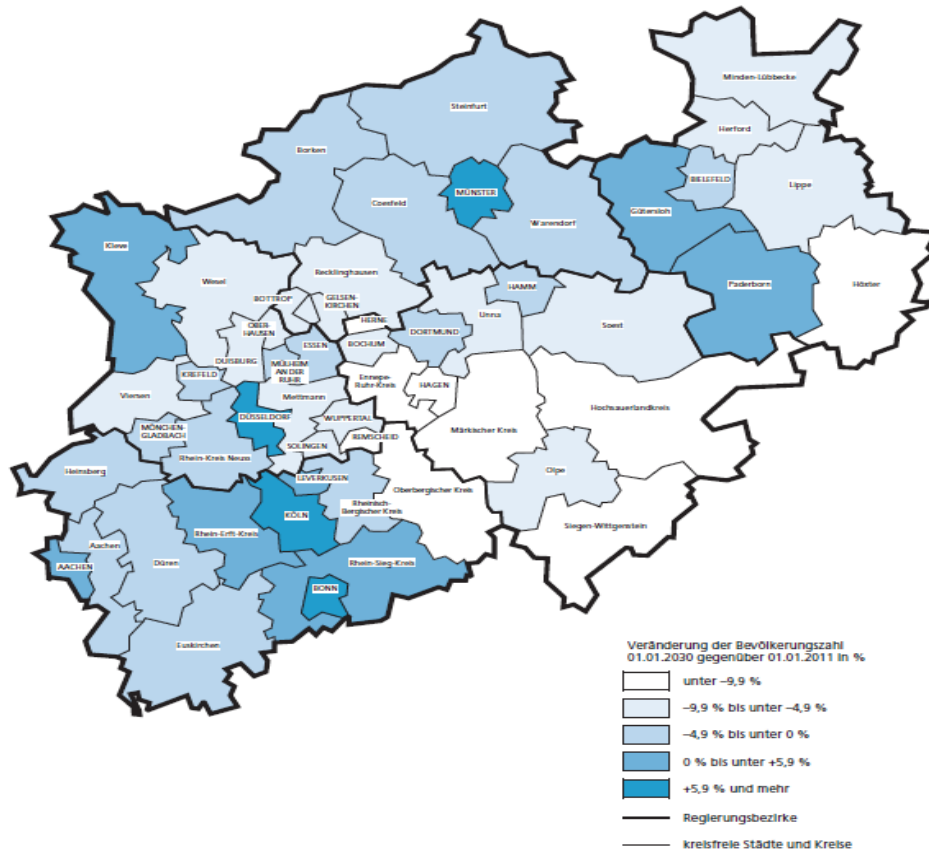 Minden-Lübbecke
Steinfurt
Herford
Borken
BIELEFELD
Lippe
MÜNSTER
Coesfeld
Gütersloh
Warendorf
Kleve
Recklinghausen
Wesel
Paderborn
Höxter
HAMM
BOTTROP
GELSEN-
KIRCHEN
Unna
HERNE
Soest
OBER-
HAUSEN
DORTMUND
ESSEN
BOCHUM
DUISBURG
MÜLHEIM
AN DER
RUHR
KREFELD
Ennepe-
Ruhr-Kreis
HAGEN
Viersen
Mettmann
Hochsauerlandkreis
DÜSSELDORF
WUPPERTAL
MÖNCHEN-
GLADBACH
Märkischer Kreis
REMSCHEID
SOLINGEN
Rhein-Kreis Neuss
Heinsberg
Olpe
LEVERKUSEN
Oberbergischer Kreis
Rheinisch-
Bergischer Kreis
KÖLN
Siegen-Wittgenstein
Rhein-Erft-Kreis
Aachen
Düren
AACHEN
Rhein-Sieg-Kreis
BONN
Euskirchen
Veränderung der Bevölkerungszahl
01.01.2030 gegenüber 01.01.2011 in %
unter –9,9 %
–9,9 % bis unter –4,9 %
–4,9 % bis unter 0 %
0 % bis unter +5,9 %
+5,9 % und mehr
Regierungsbezirke
kreisfreie Städte und Kreise